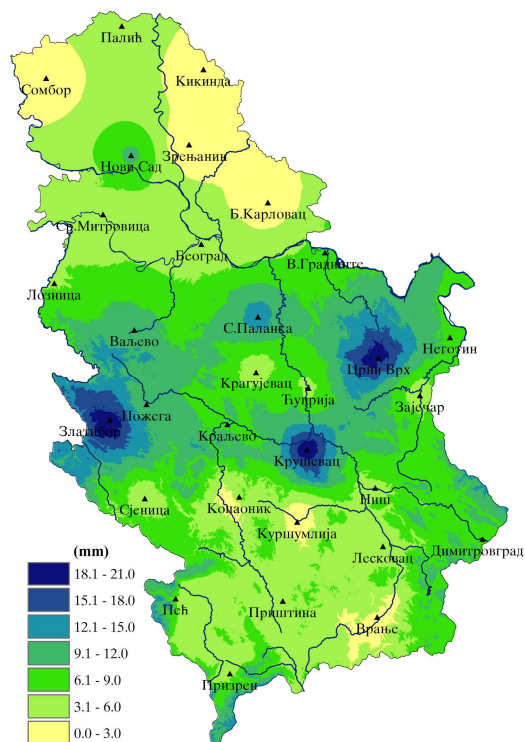 Палић
Сомбор
Кикинда
Зрењанин
Нови Сад
Б.Карловац
Ср.Митровица
Београд
В.Градиште
Лозница
Ваљево
С.Паланка
Неготин
Црни Врх
Крагујевац
Ћуприја
Зајечар
Пожега
Златибор
Краљево
Крушевац
Ниш
Сјеница
Копаоник
Куршумлија
Димитровград
Лесковац
Пећ
Приштина
Врање
Призрен
(mm)
18.1 - 21.0
15.1 - 18.0
12.1 - 15.0
9.1 - 12.0
6.1 - 9.0
3.1 - 6.0
0.0 - 3.0